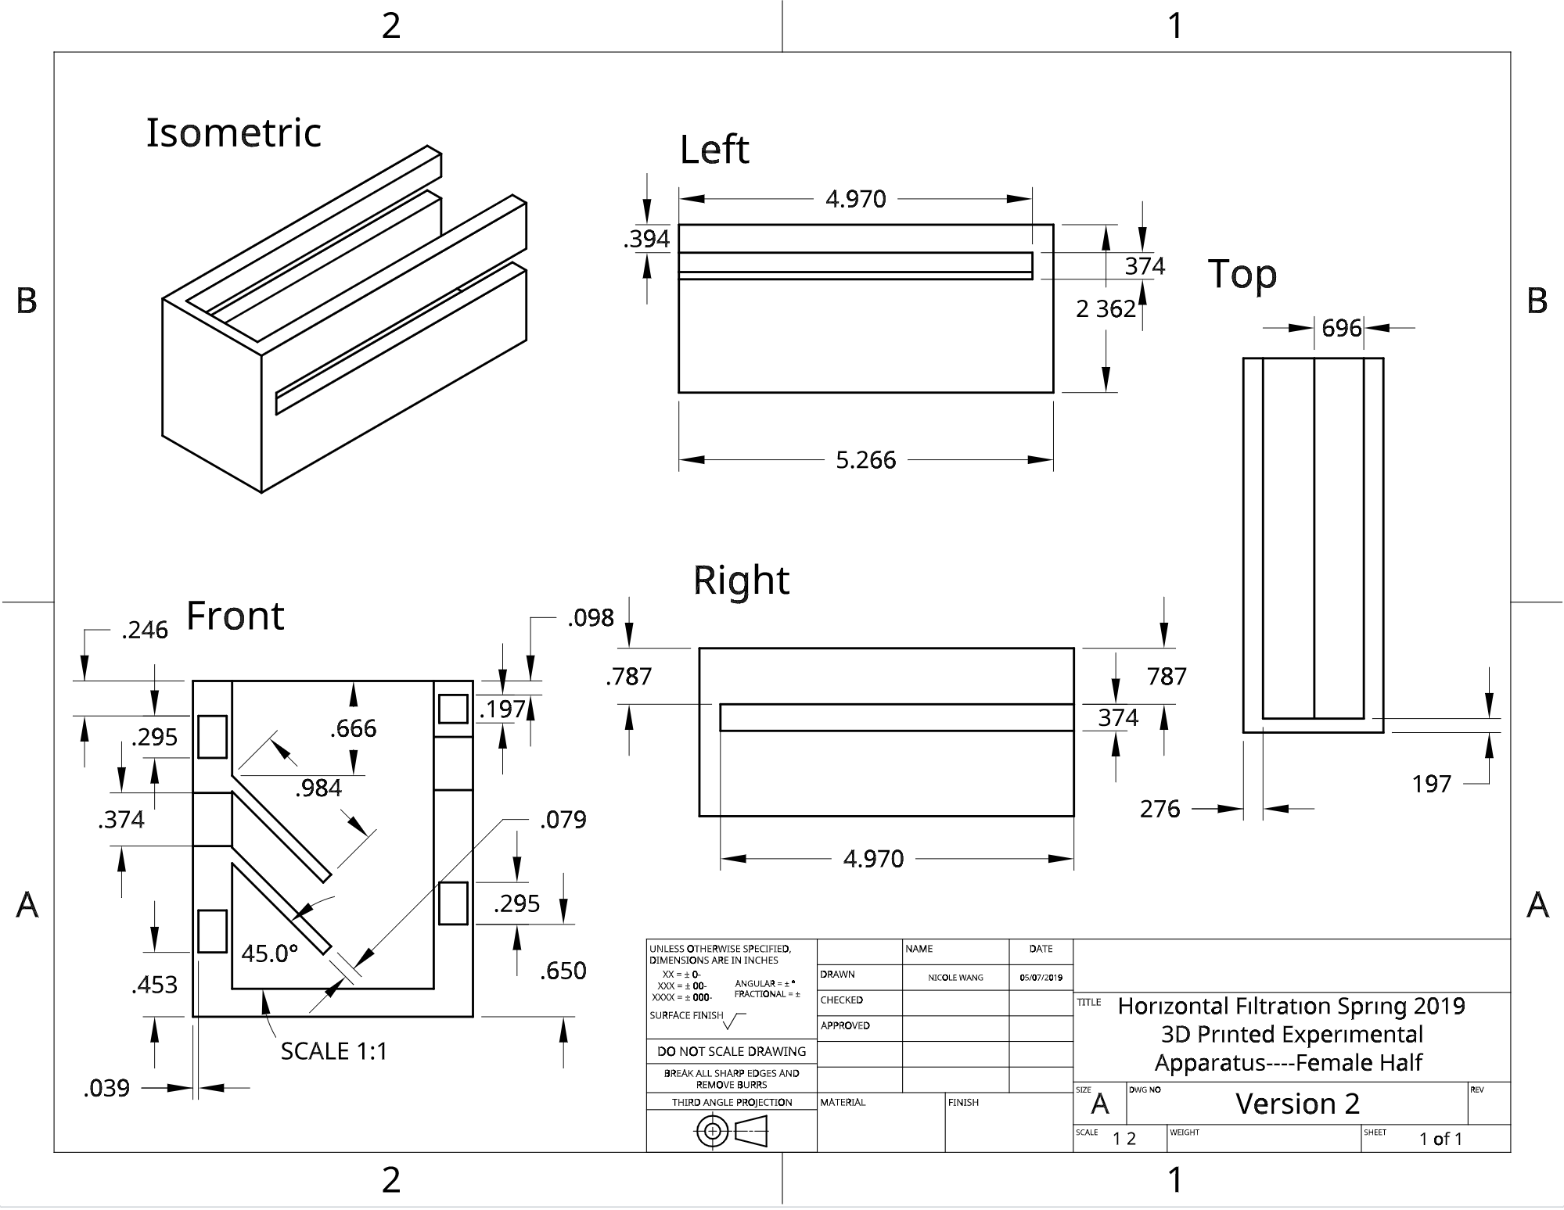 2
1
Isometric
Left
4.970
.394
374
2 362
Top
B
B
696
5.266
Right
Front
.246
.098
.787
787
.197
.666
.295
374
.984
197
.374
.079
276
4.970
A
A
.295
45.0°
.650
.453
SCALE 1:1
.039
UNLESS OTHERWISE SPECIFIED,
DIMENSIONS ARE IN INCHES
XX = ± 0-
XXX = ± 00-
XXXX = ± 000-
ANGULAR = ± °
FRACTIONAL = ±
SURFACE FINISH
DO NOT SCALE DRAWING
BREAK ALL SHARP EDGES AND
REMOVE BURRS
THIRD ANGLE PROJECTION
NAME
DATE
DRAWN
NICOLE WANG
05/07/2019
CHECKED
APPROVED
MATERIAL
FINISH
TITLE
Horizontal Filtration Spring 2019
3D Printed Experimental
Apparatus----Female Half
SIZE
A
DWG NO
Version 2
REV
SCALE
1 2
WEIGHT
SHEET
1 of 1
2
1